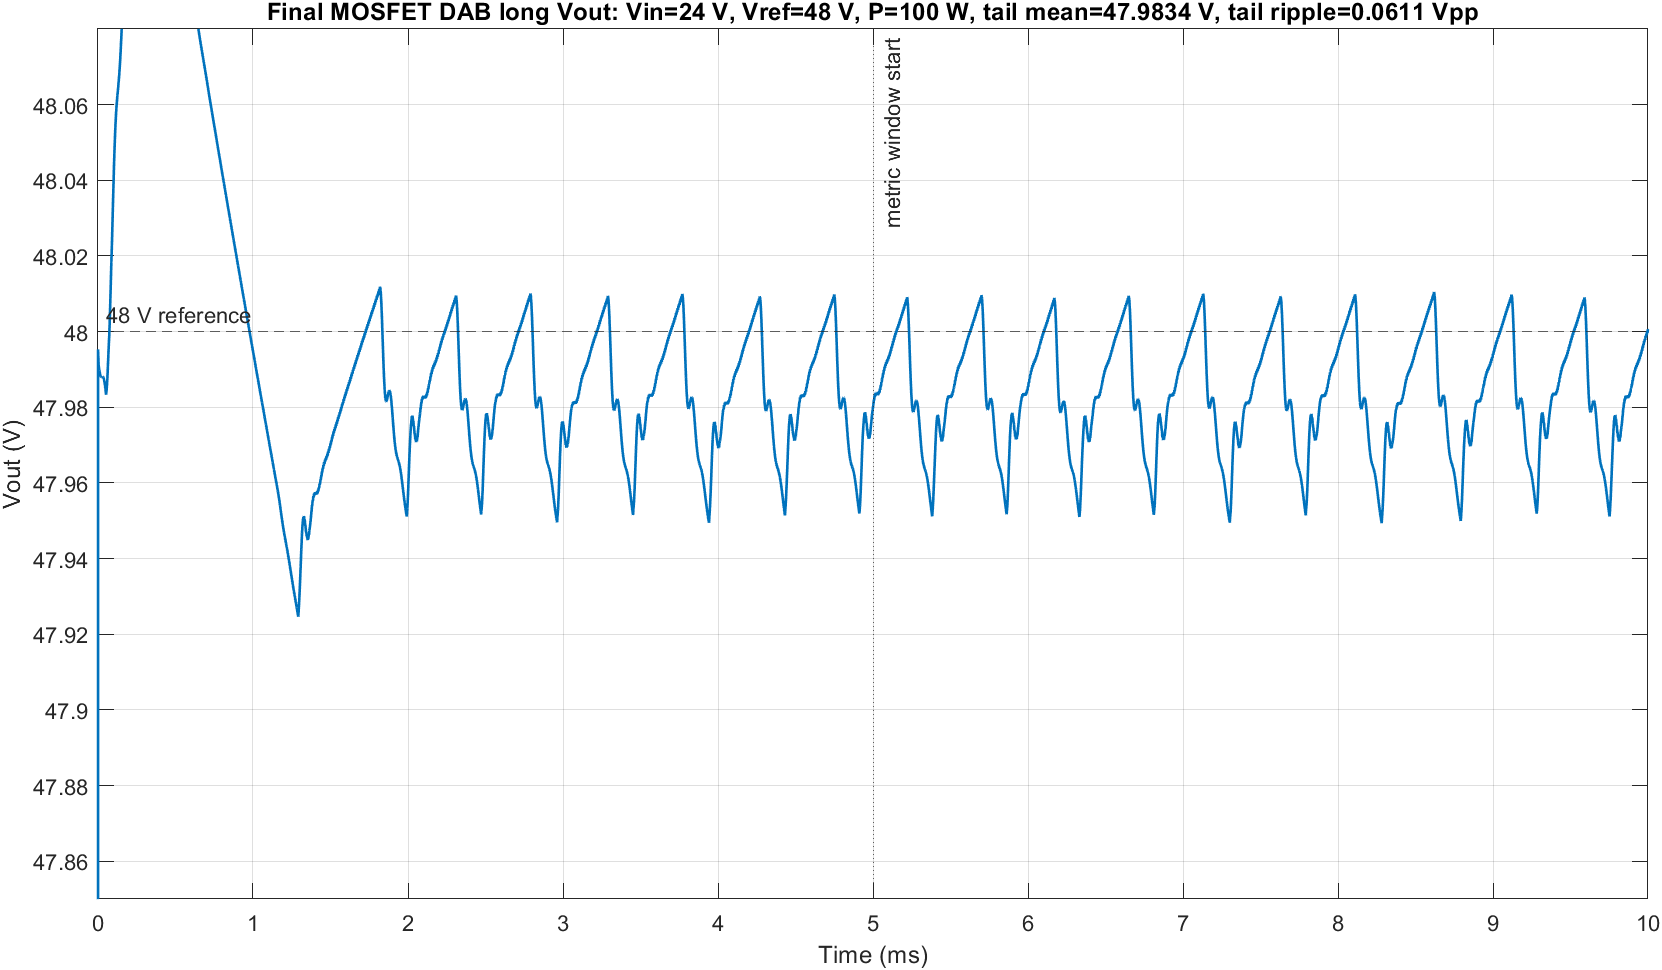 Final MOSFET DAB long Vout: Vin=24 V, Vref=48 V, P=100 W, tail mean=47.9834 V, tail ripple=0.0611 Vpp
metric window start
48.06
48.04
48.02
48 V reference
48
47.98
47.96
47.94
47.92
47.9
47.88
47.86
Vout (V)
0 1 2 3 4 5 6 7 8 9 10
Time (ms)